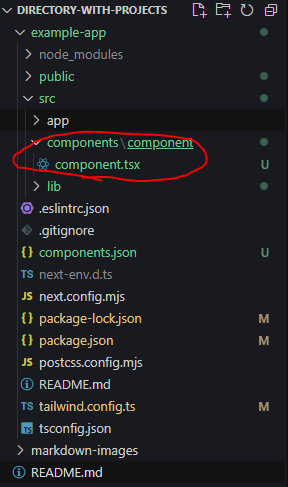 DIRECTORY-WITH-PROJECTS
example-app
node_modules
public
src
app
components\component
component.tsx U
lib
.eslintrc.json
.gitignore
{} components.json U
TS next-env.d.ts
JS next.config.mjs
{} package-lock.json M
{} package.json M
JS postcss.config.mjs
README.md
TS tailwind.config.ts M
TS tsconfig.json
markdown-images
README.md